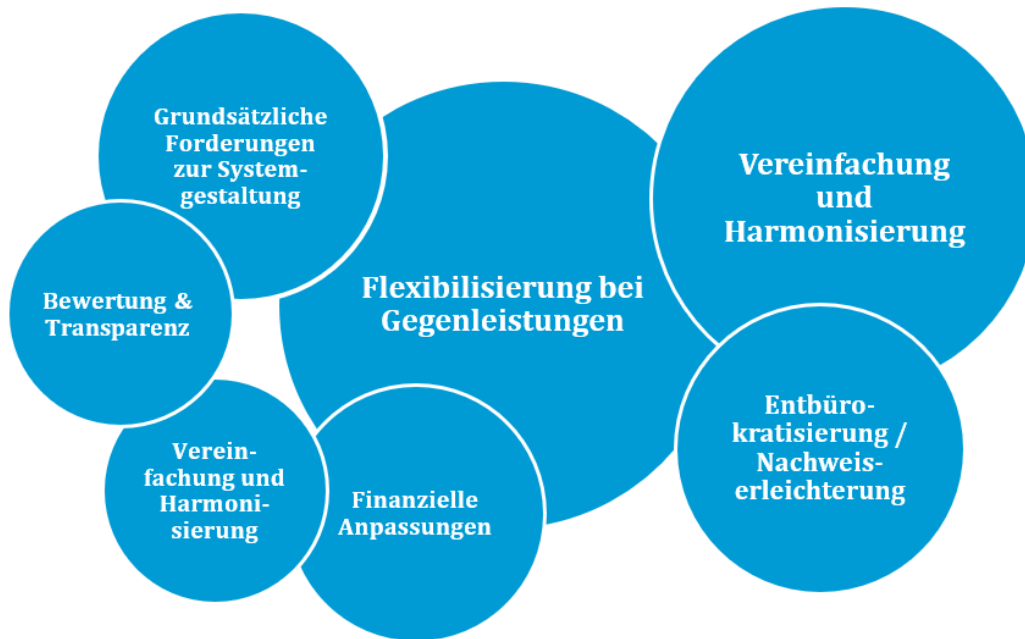 Grundsätzliche
Forderungen
zur System-
gestaltung
Vereinfachung
und
Harmonisierung
Flexibilisierung bei
Gegenleistungen
Bewertung &
Transparenz
Entbüro-
kratisierung /
Nachweis-
erleichterung
Verein-
fachung und
Harmoni-
sierung
Finanzielle
Anpassungen